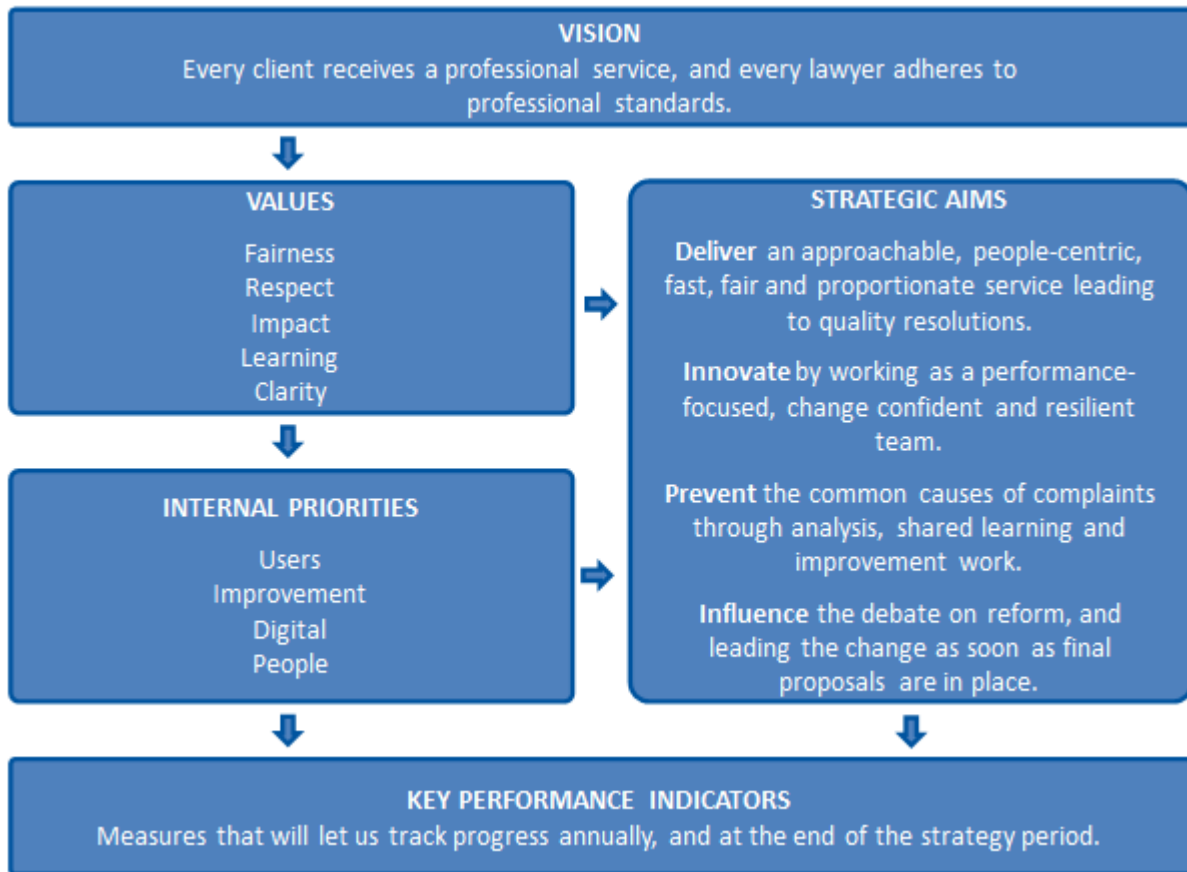 VISION
Every client receives a professional service, and every lawyer adheres to
professional standards.
VALUES
Fairness
Respect
Impact
Learning
Clarity
STRATEGIC AIMS
Deliver an approachable, people-centric,
fast, fair and proportionate service leading
to quality resolutions.
Innovate by working as a performance-
focused, change confident and resilient
team.
Prevent the common causes of complaints
through analysis, shared learning and
improvement work.
Influence the debate on reform, and
leading the change as soon as final
proposals are in place.
INTERNAL PRIORITIES
Users
Improvement
Digital
People
KEY PERFORMANCE INDICATORS
Measures that will let us track progress annually, and at the end of the strategy period.